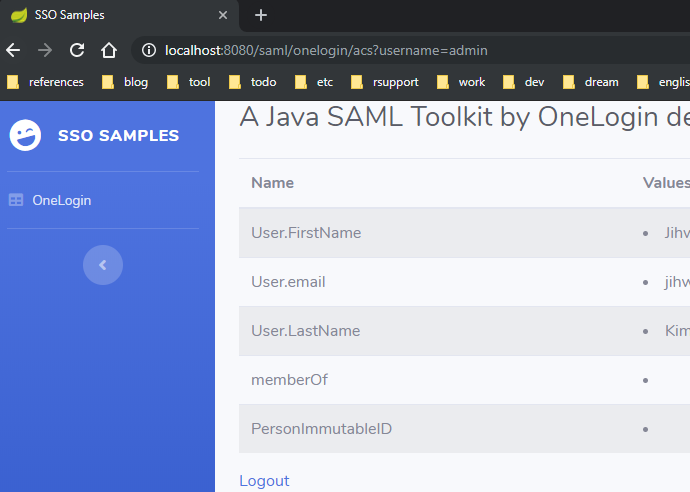 SSO Samples
localhost:8080/saml/onelogin/acs?username=admin
references blog tool todo etc rsupport work dev dream englis
SSO SAMPLES
OneLogin
A Java SAML Toolkit by OneLogin de
Name Values
User.FirstName • Jihw
User.email • jihw
User.LastName • Kim
memberOf •
PersonImmutableID •
Logout